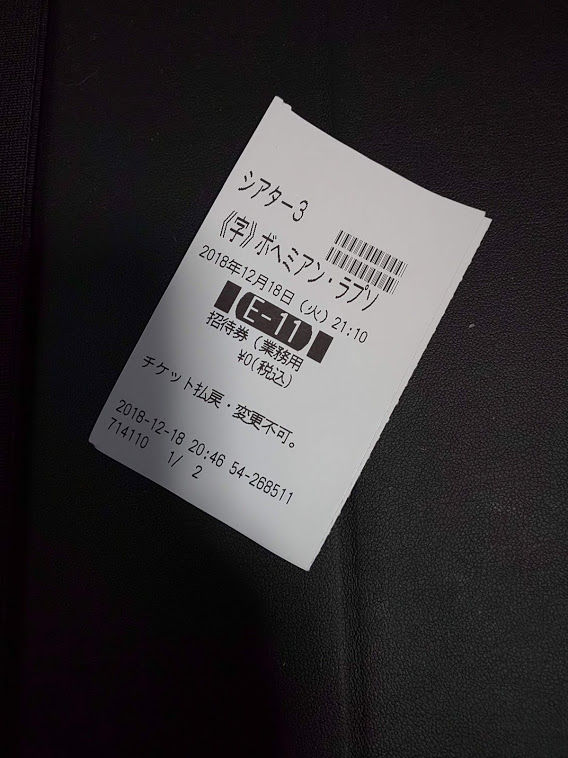 シアター3
《字》ボヘミアン・ラプソ
2018年12月18日（火）21:10
E-11
招待券（業務用
¥0(税込)
チケット払戻・変更不可。
2018-12-18 20:46 54-268511
714110 1/ 2